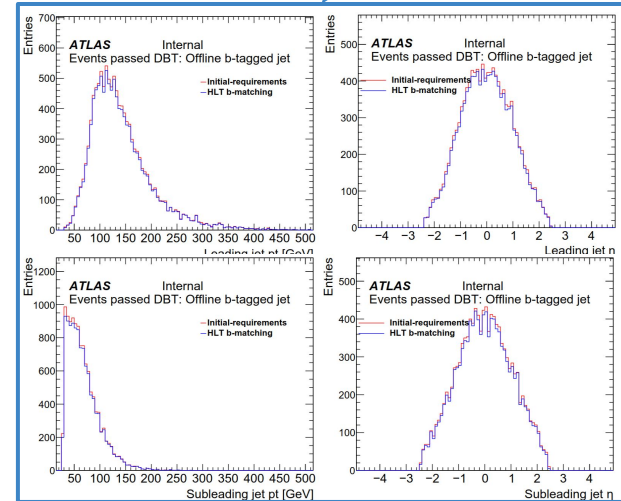 Entries
700
600
500
400
300
200
100
0
ATLAS Internal
Events passed DBT: Offline b-tagged jet
Initial-requirements
HLT b-matching
50 100 150 200 250 300 350 400 450 500
Leading jet pt [GeV]
Entries
500
400
300
200
100
0
ATLAS Internal
Events passed DBT: Offline b-tagged jet
Initial-requirements
HLT b-matching
−4 −3 −2 −1 0 1 2 3 4
Leading jet η
Entries
1200
1000
800
600
400
200
0
ATLAS Internal
Events passed DBT: Offline b-tagged jet
Initial-requirements
HLT b-matching
50 100 150 200 250 300 350 400 450 500
Subleading jet pt [GeV]
Entries
500
400
300
200
100
0
ATLAS Internal
Events passed DBT: Offline b-tagged jet
Initial-requirements
HLT b-matching
−4 −3 −2 −1 0 1 2 3 4
Subleading jet η